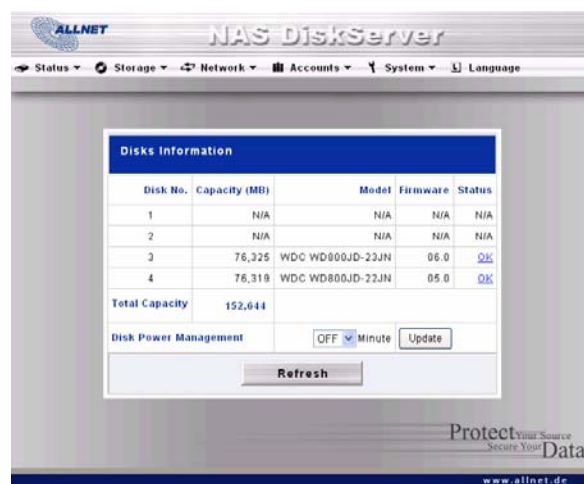 ALLNET
NAS DiskServer
Status Storage Network Accounts System Language
Disks Information
Disk No. Capacity (MB) Model Firmware Status
1 N/A N/A N/A N/A
2 N/A N/A N/A N/A
3 76,325 WDC WD800JD-23JN 06.0 OK
4 76,319 WDC WD800JD-22JN 05.0 OK
Total Capacity 152,644
Disk Power Management OFF Minute Update
Refresh
Protect Your Source
Secure Your Data
www.allnet.de